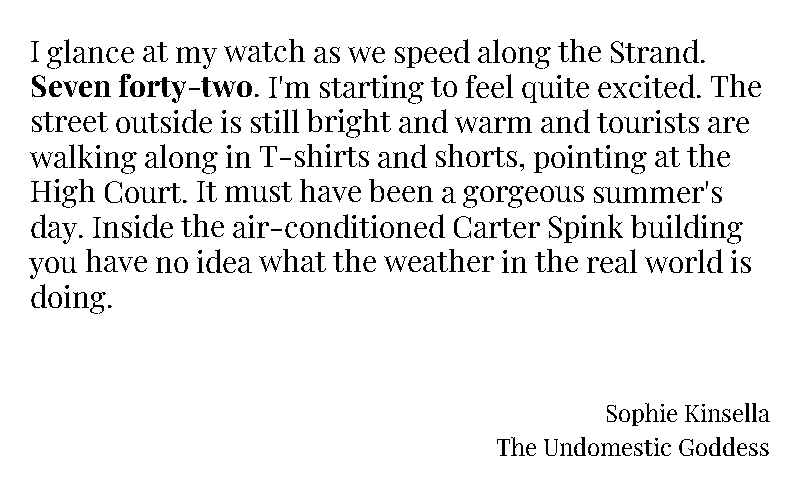 I glance at my watch as we speed along the Strand.
Seven forty-two. I'm starting to feel quite excited. The
street outside is still bright and warm and tourists are
walking along in T-shirts and shorts, pointing at the
High Court. It must have been a gorgeous summer's
day. Inside the air-conditioned Carter Spink building
you have no idea what the weather in the real world is
doing.
Sophie Kinsella
The Undomestic Goddess